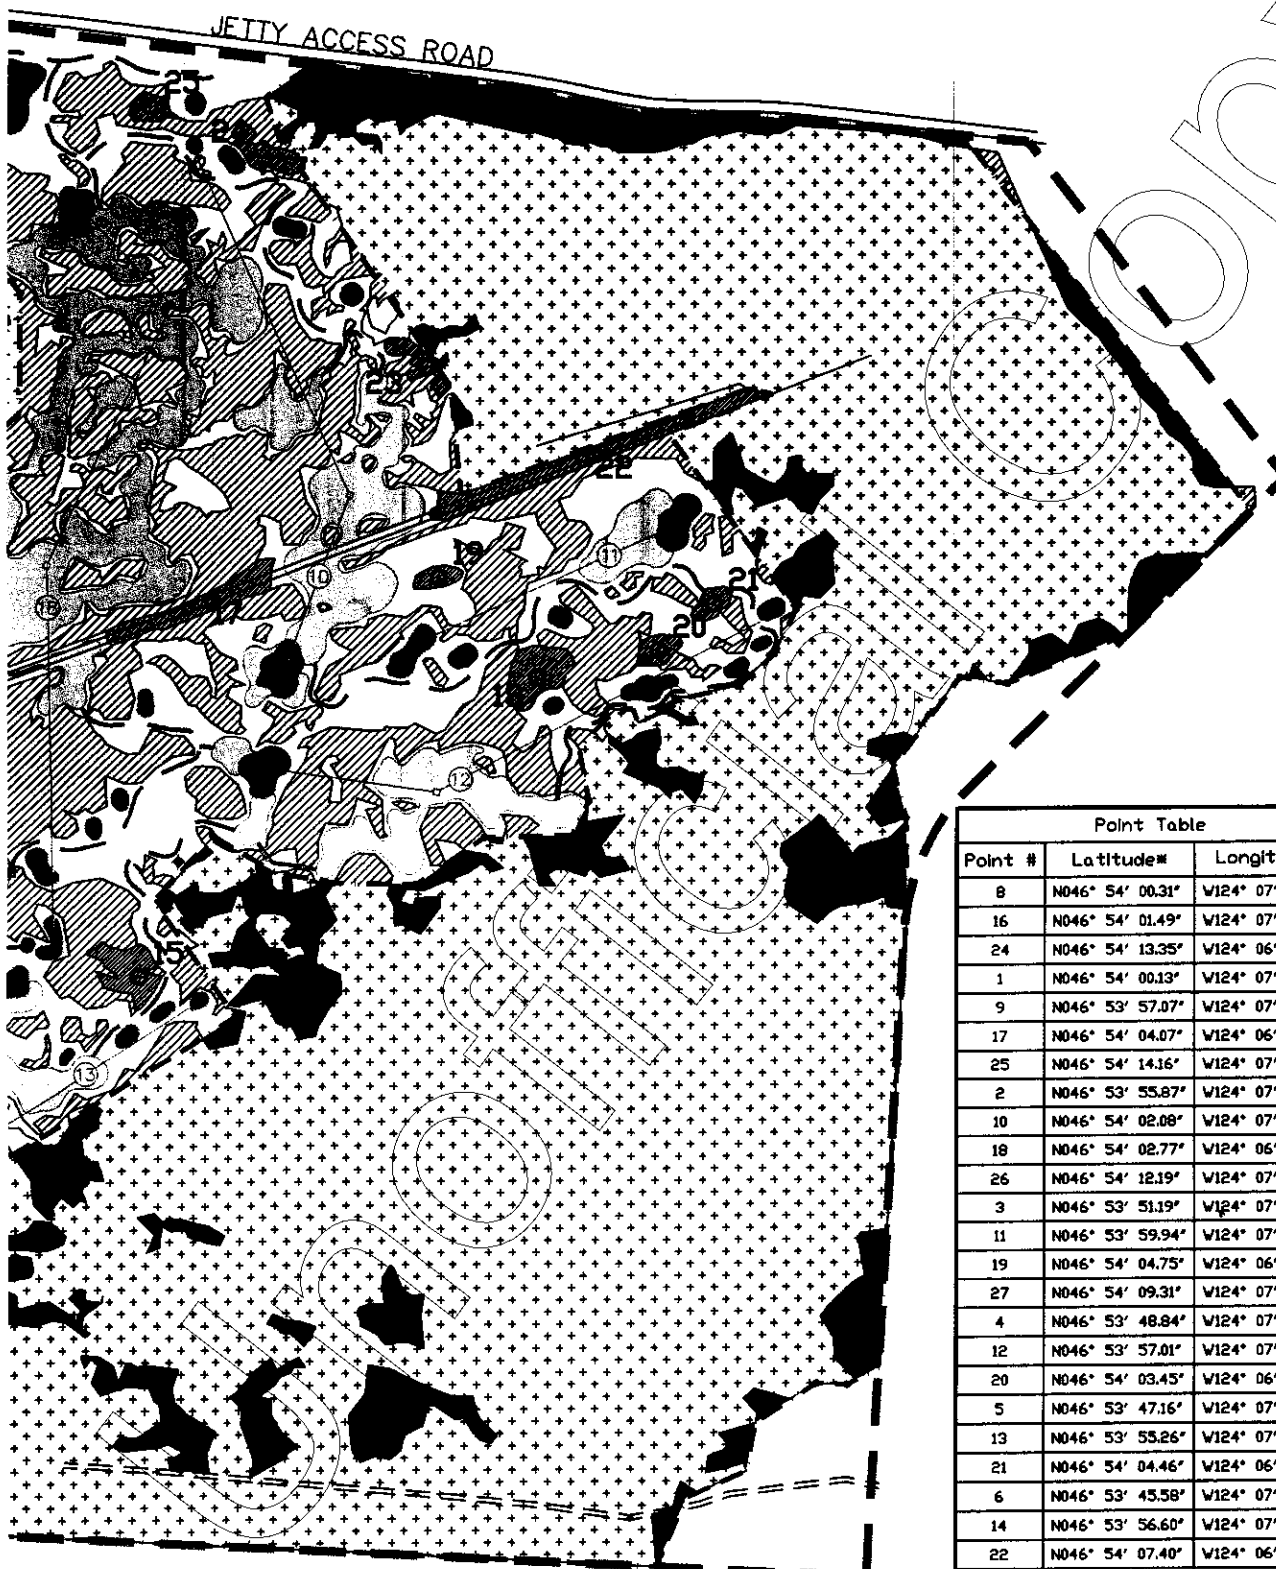 JETTY ACCESS ROAD
25
23
22
19
11
10
18
17
21
20
12
15
13
Unofficial Con
Point Table
Point # Latitude* Longit
8 N046° 54' 00.31" W124° 07'
16 N046° 54' 01.49" W124° 07'
24 N046° 54' 13.35" W124° 06'
1 N046° 54' 00.13" W124° 07'
9 N046° 53' 57.07" W124° 07'
17 N046° 54' 04.07" W124° 06'
25 N046° 54' 14.16" W124° 07'
2 N046° 53' 55.87" W124° 07'
10 N046° 54' 02.08" W124° 07'
18 N046° 54' 02.77" W124° 06'
26 N046° 54' 12.19" W124° 07'
3 N046° 53' 51.19" W124° 07'
11 N046° 53' 59.94" W124° 07'
19 N046° 54' 04.75" W124° 06'
27 N046° 54' 09.31" W124° 07'
4 N046° 53' 48.84" W124° 07'
12 N046° 53' 57.01" W124° 07'
20 N046° 54' 03.45" W124° 06'
5 N046° 53' 47.16" W124° 07'
13 N046° 53' 55.26" W124° 07'
21 N046° 54' 04.46" W124° 06'
6 N046° 53' 45.58" W124° 07'
14 N046° 53' 56.60" W124° 07'
22 N046° 54' 07.40" W124° 06'